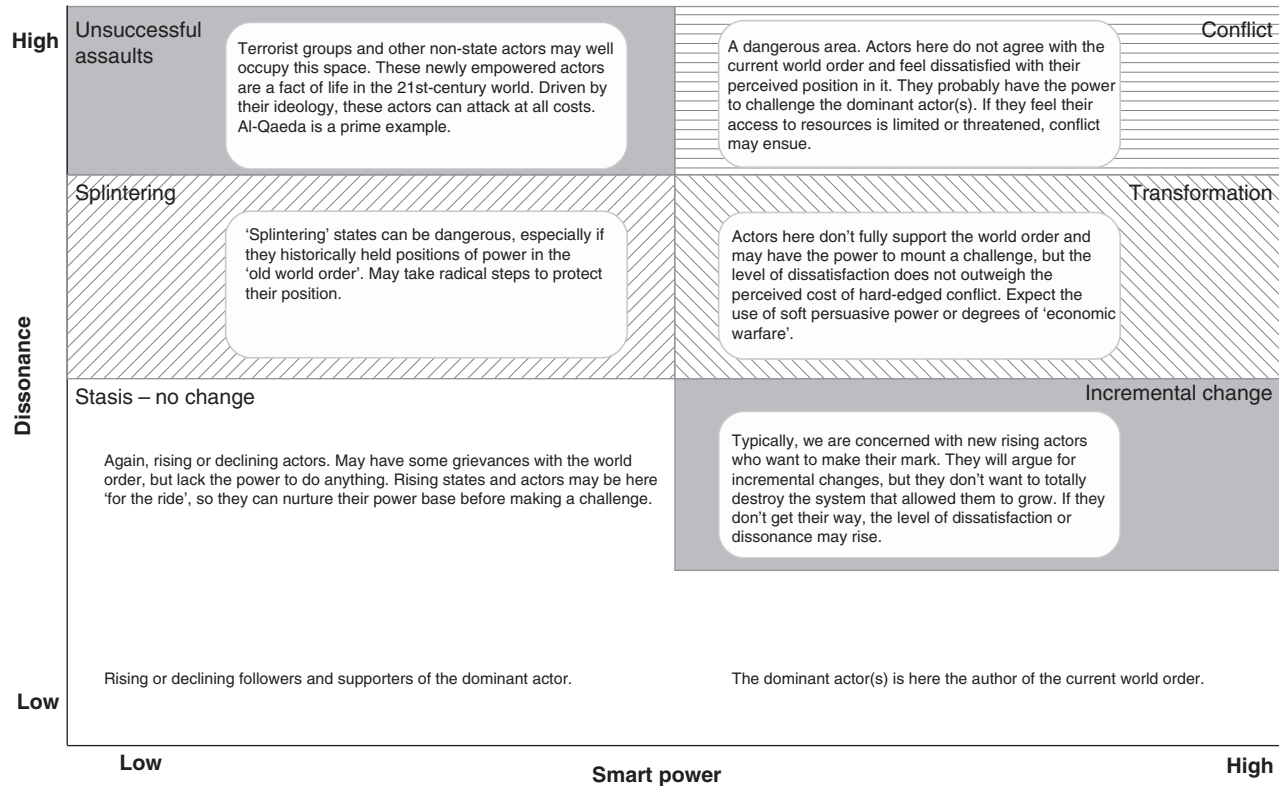 High
Unsuccessful
assaults
Terrorist groups and other non-state actors may well
occupy this space. These newly empowered actors
are a fact of life in the 21st-century world. Driven by
their ideology, these actors can attack at all costs.
Al-Qaeda is a prime example.
Conflict
A dangerous area. Actors here do not agree with the
current world order and feel dissatisfied with their
perceived position in it. They probably have the power
to challenge the dominant actor(s). If they feel their
access to resources is limited or threatened, conflict
may ensue.
Splintering
‘Splintering’ states can be dangerous, especially if
they historically held positions of power in the
‘old world order’. May take radical steps to protect
their position.
Transformation
Actors here don’t fully support the world order and
may have the power to mount a challenge, but the
level of dissatisfaction does not outweigh the
perceived cost of hard-edged conflict. Expect the
use of soft persuasive power or degrees of ‘economic
warfare’.
Dissonance
Stasis – no change
Again, rising or declining actors. May have some grievances with the world
order, but lack the power to do anything. Rising states and actors may be here
‘for the ride’, so they can nurture their power base before making a challenge.
Incremental change
Typically, we are concerned with new rising actors
who want to make their mark. They will argue for
incremental changes, but they don’t want to totally
destroy the system that allowed them to grow. If they
don’t get their way, the level of dissatisfaction or
dissonance may rise.
Rising or declining followers and supporters of the dominant actor.
The dominant actor(s) is here the author of the current world order.
Low
Low
Smart power
High